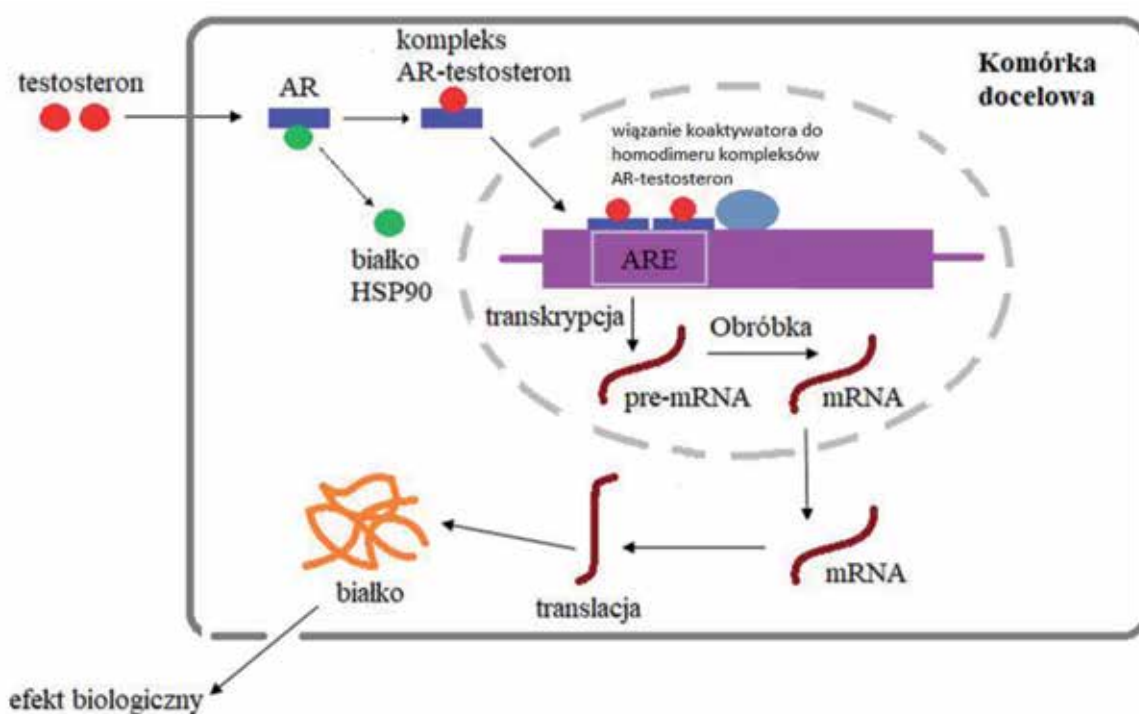 testosteron
AR
kompleks
AR-testosteron
Komórka
docelowa
wiązanie koaktywatora do
homodimeru kompleksów
AR-testosteron
białko
HSP90
ARE
transkrypcja
Obróbka
pre-mRNA
mRNA
białko
translacja
mRNA
efekt biologiczny